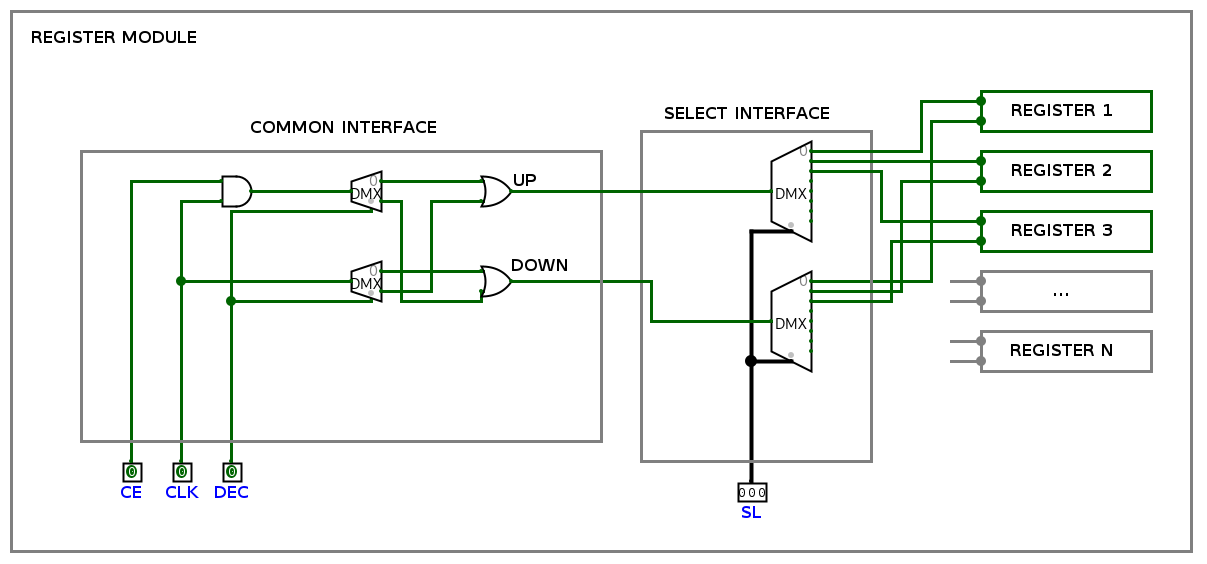 REGISTER MODULE
COMMON INTERFACE
SELECT INTERFACE
REGISTER 1
REGISTER 2
REGISTER 3
...
REGISTER N
0
DMX
UP
0
DMX
DOWN
0
DMX
0
DMX
0
CE
0
CLK
0
DEC
000
SL